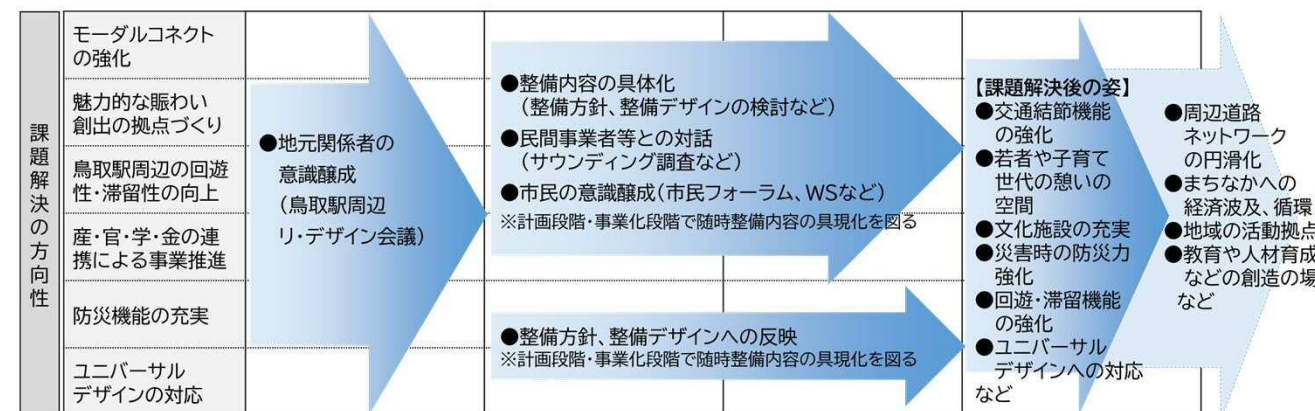 課題解決の方向性
モーダルコネクト
の強化
魅力的な賑わい
創出の拠点づくり
鳥取駅周辺の回遊
性・滞留性の向上
産・官・学・金の連
携による事業推進
防災機能の充実
ユニバーサル
デザインの対応
●地元関係者の
意識醸成
(鳥取駅周辺
リ・デザイン会議)
●整備内容の具体化
(整備方針、整備デザインの検討など)
●民間事業者等との対話
(サウンディング調査など)
●市民の意識醸成(市民フォーラム、WSなど)
※計画段階・事業化段階で随時整備内容の具現化を図る
●整備方針、整備デザインへの反映
※計画段階・事業化段階で随時整備内容の具現化を図る
【課題解決後の姿】
●交通結節機能
の強化
●若者や子育て
世代の憩いの
空間
●文化施設の充実
●災害時の防災力
強化
●回遊・滞留機能
の強化
●ユニバーサル
デザインへの対応
など
●周辺道路
ネットワーク
の円滑化
●まちなかへの
経済波及、循環
●地域の活動拠点
●教育や人材育成
などの創造の場
など